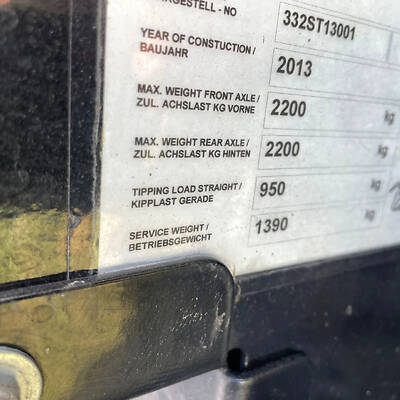 RGESTELL - NO 332ST13001
YEAR OF CONSTUCTION /
BAUJAHR 2013
MAX. WEIGHT FRONT AXLE /
ZUL. ACHSLAST KG VORNE 2200 kg
MAX. WEIGHT REAR AXLE /
ZUL. ACHSLAST KG HINTEN 2200 kg
TIPPING LOAD STRAIGHT /
KIPPLAST GERADE 950 kg
SERVICE WEIGHT /
BETRIEBSGEWICHT 1390 kg